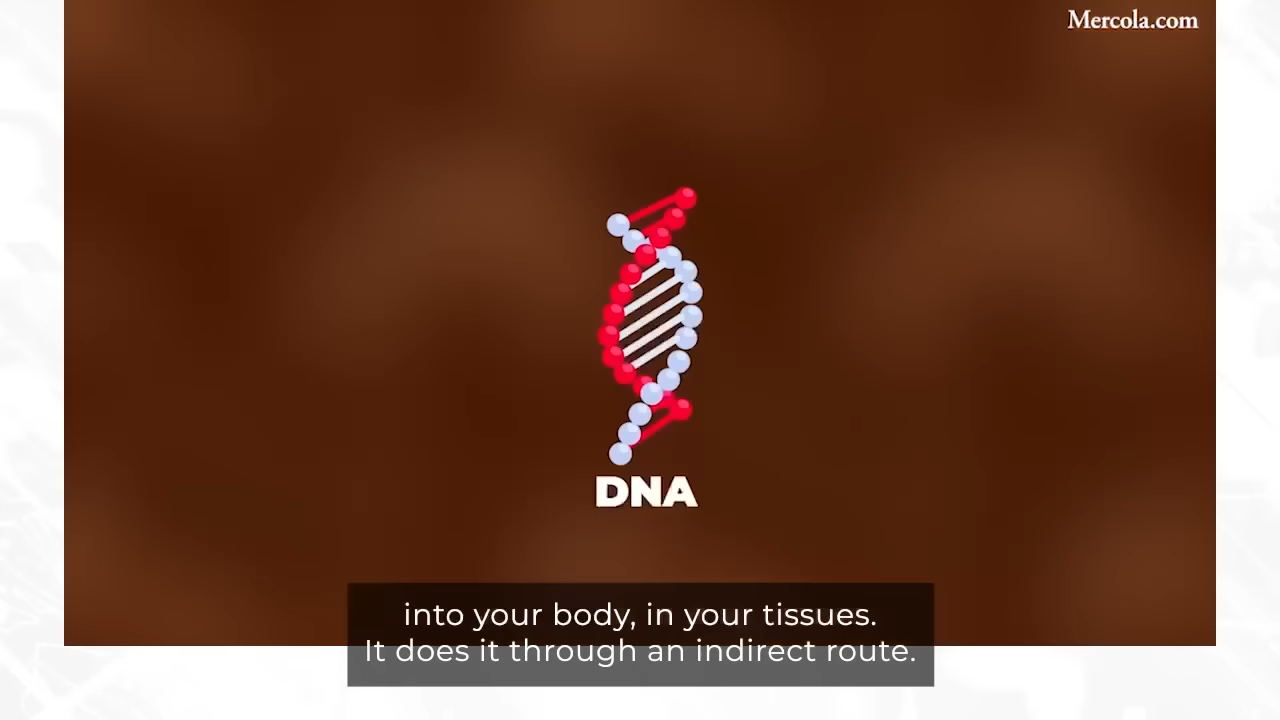 Mercola.com
DNA
into your body, in your tissues.
It does it through an indirect route.